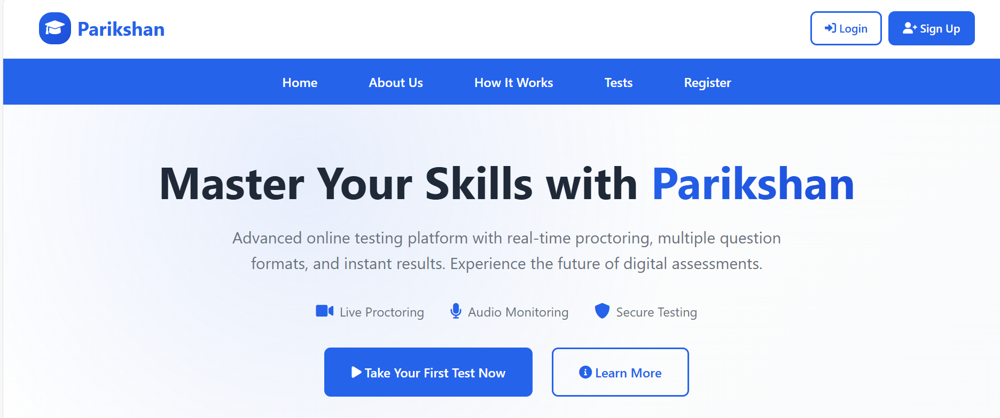 Parikshan
Login
Sign Up
Home
About Us
How It Works
Tests
Register
Master Your Skills with Parikshan
Advanced online testing platform with real-time proctoring, multiple question
formats, and instant results. Experience the future of digital assessments.
Live Proctoring
Audio Monitoring
Secure Testing
Take Your First Test Now
Learn More